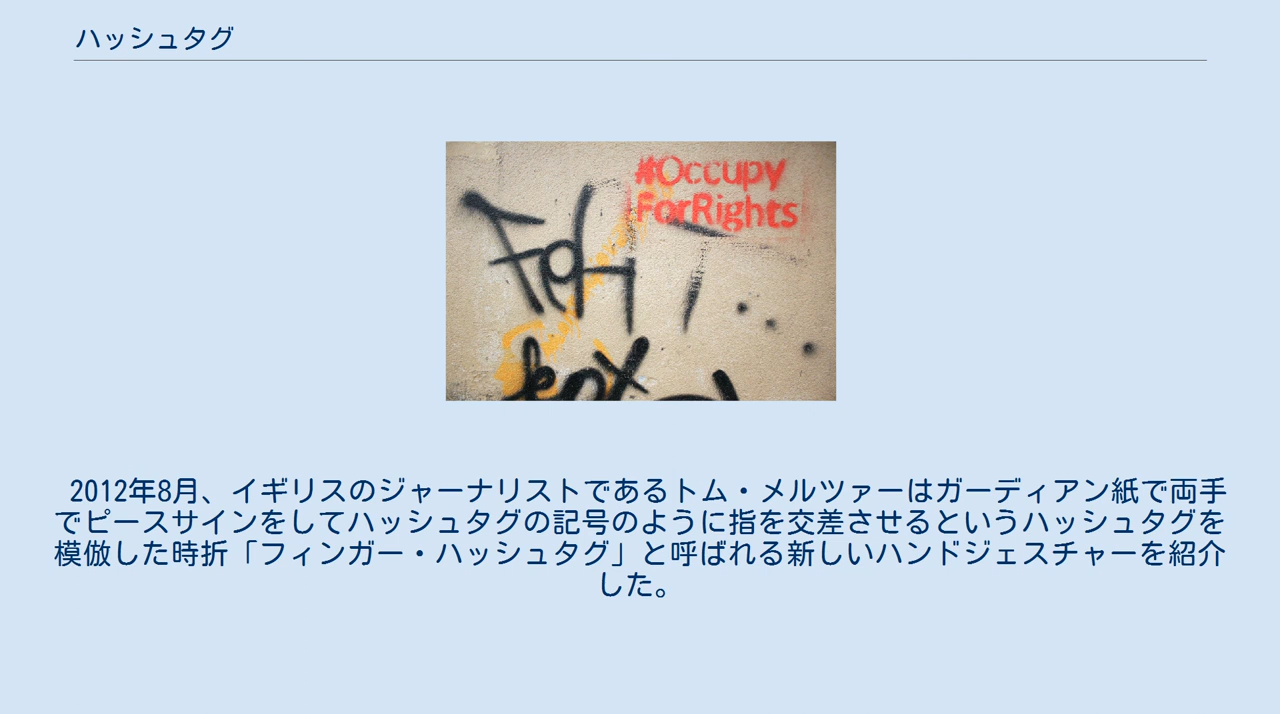 ハッシュタグ
#Occupy
ForRights
2012年8月、イギリスのジャーナリストであるトム・メルツァーはガーディアン紙で両手
でピースサインをしてハッシュタグの記号のように指を交差させるというハッシュタグを
模倣した時折「フィンガー・ハッシュタグ」と呼ばれる新しいハンドジェスチャーを紹介
した。